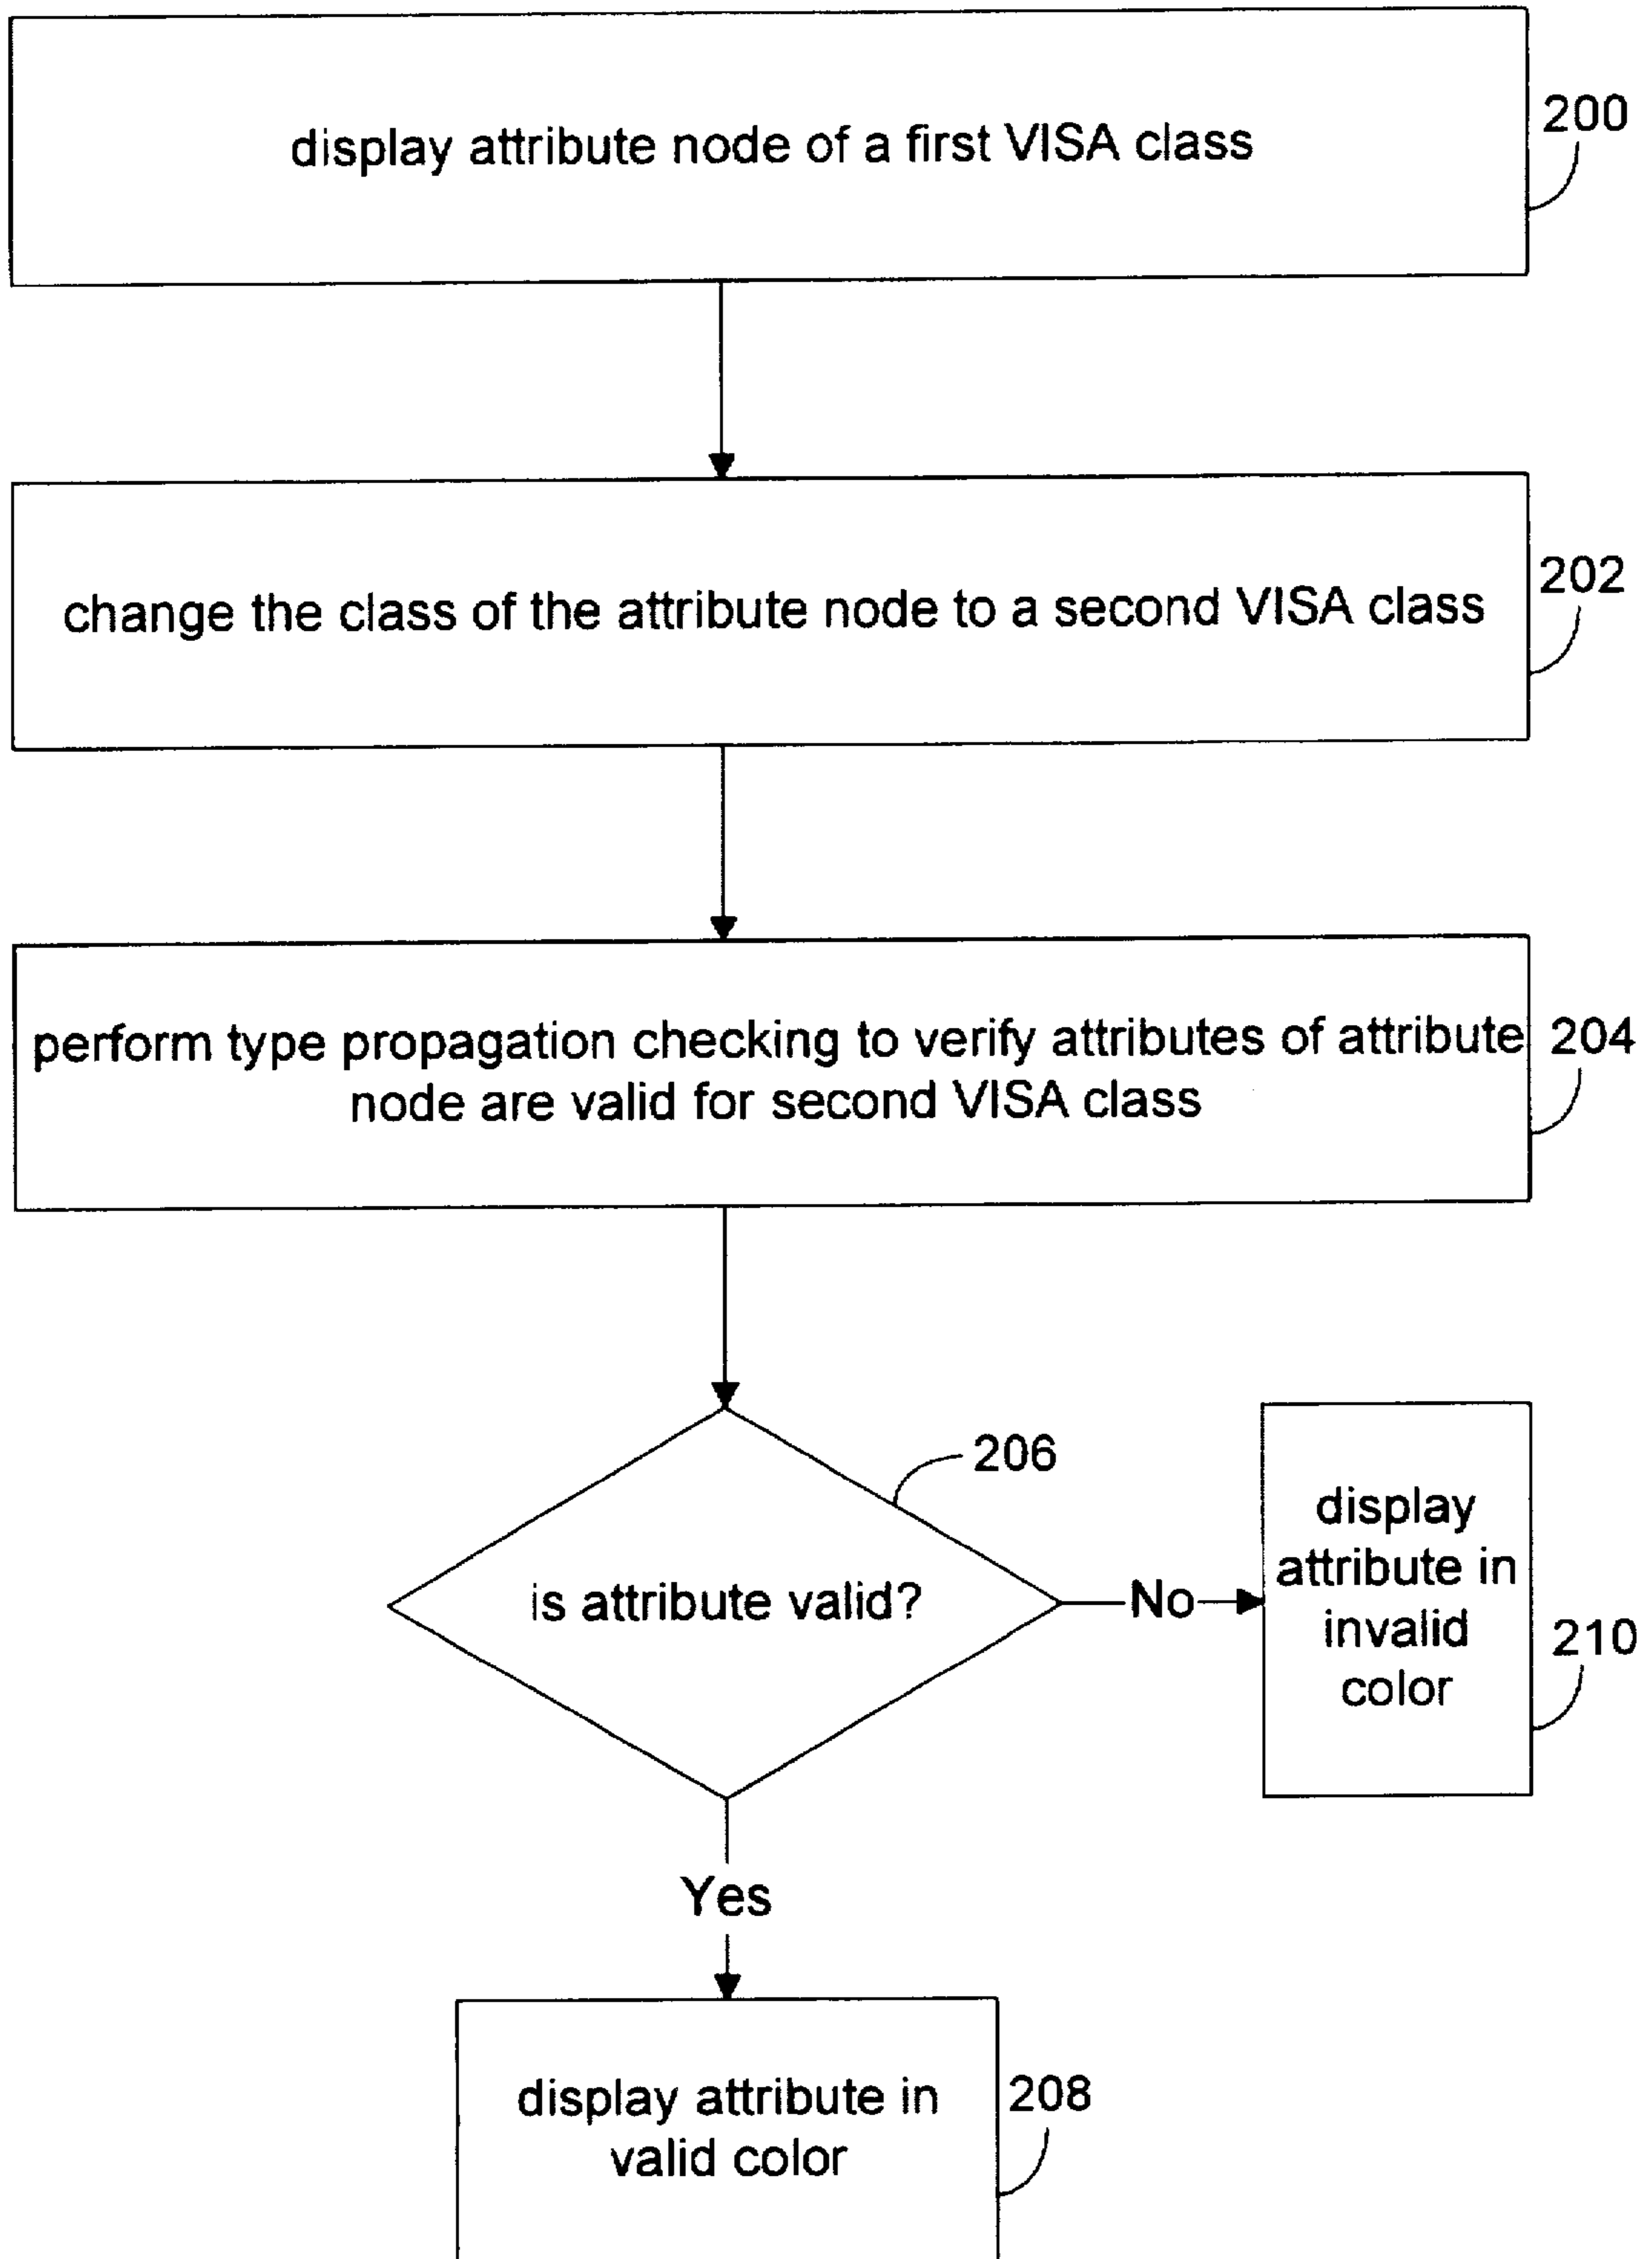 display attribute node of a first VISA class
200
change the class of the attribute node to a second VISA class
202
perform type propagation checking to verify attributes of attribute
node are valid for second VISA class
204
206
is attribute valid?
No
display
attribute in
invalid
color
210
Yes
display attribute in
valid color
208